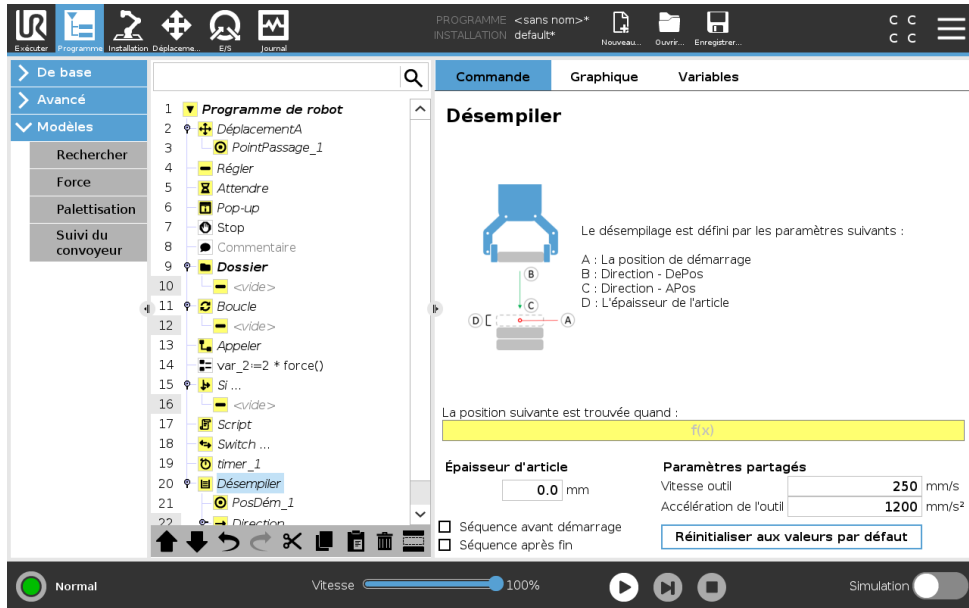 UR
PROGRAMME <sans nom>*
INSTALLATION default*
C C
C C
Exécuter Programme Installation Déplaceme... E/S Journal Nouveau... Ouvrir... Enregistrer...
De base
Avancé
Modèles
Rechercher
Force
Palettisation
Suivi du
convoyeur
1 Programme de robot
2 DéplacementA
3 PointPassage_1
4 Régler
5 Attendre
6 Pop-up
7 Stop
8 Commentaire
9 Dossier
10 <vide>
11 Boucle
12 <vide>
13 Appeler
14 var_2:=2 * force()
15 Si ...
16 <vide>
17 Script
18 Switch ...
19 timer_1
20 Désempiler
21 PosDém_1
22 Direction
Commande Graphique Variables
Désempiler
Le désempilage est défini par les paramètres suivants :
A : La position de démarrage
B : Direction - DePos
C : Direction - APos
D : L'épaisseur de l'article
B
C
D
A
La position suivante est trouvée quand :
f(x)
Épaisseur d'article
0.0 mm
Séquence avant démarrage
Séquence après fin
Paramètres partagés
Vitesse outil 250 mm/s
Accélération de l'outil 1200 mm/s²
Réinitialiser aux valeurs par défaut
Normal
Vitesse 100%
Simulation